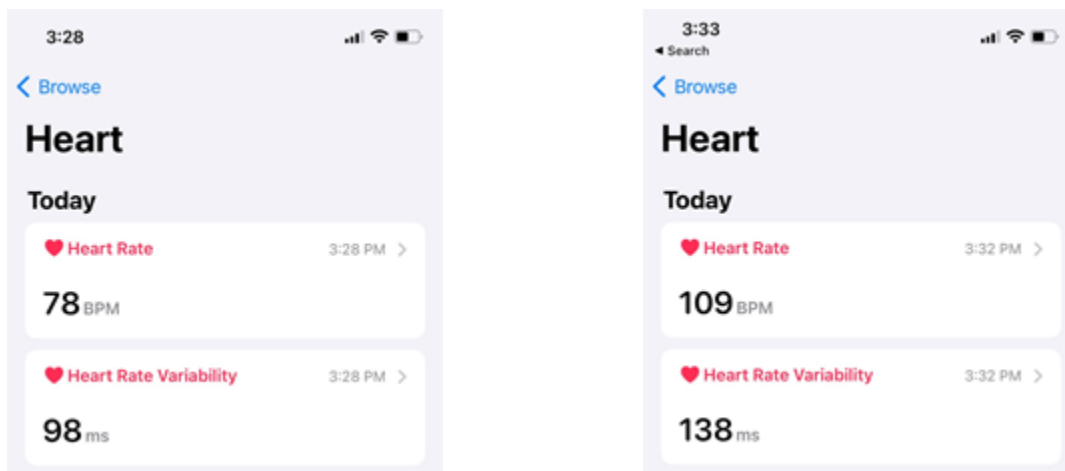 3:28
Browse
Heart
Today
Heart Rate 3:28 PM
78 BPM
Heart Rate Variability 3:28 PM
98 ms
3:33
Search
Browse
Heart
Today
Heart Rate 3:32 PM
109 BPM
Heart Rate Variability 3:32 PM
138 ms